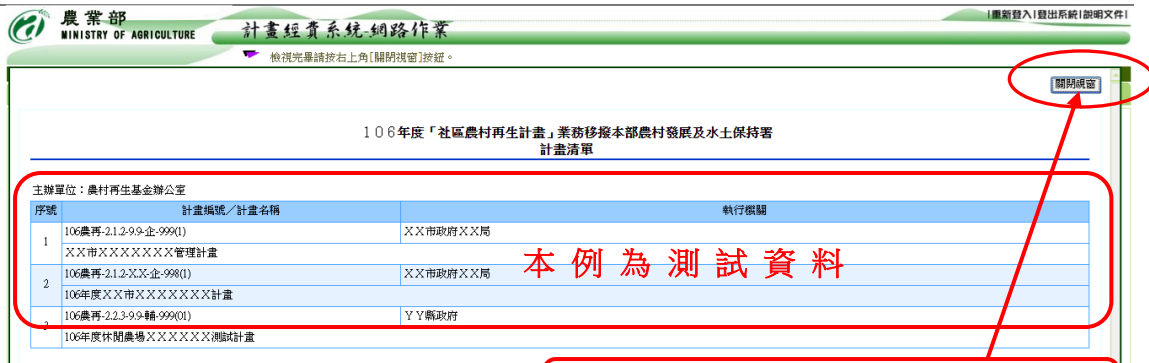 |重新登入|登出系統|說明文件|
農業部
MINISTRY OF AGRICULTURE
計畫經費系統-網路作業
檢視完畢請按右上角[關閉視窗]按鈕。
關閉視窗
106年度「社區農村再生計畫」業務移撥本部農村發展及水土保持署
計畫清單
主辦單位：農村再生基金辦公室
序號 計畫編號／計畫名稱 執行機關
1 106農再-2.1.2-9.9-企-999(1) XX市政府XX局
XX市XXXXXXX管理計畫
本例為測試資料
2 106農再-2.1.2-X.X-企-998(1) XX市政府XX局
106年度XX市XXXXXXX計畫
3 106農再-2.2.3-9.9-輔-999(01) YY縣政府
106年度休閒農場XXXXXX測試計畫